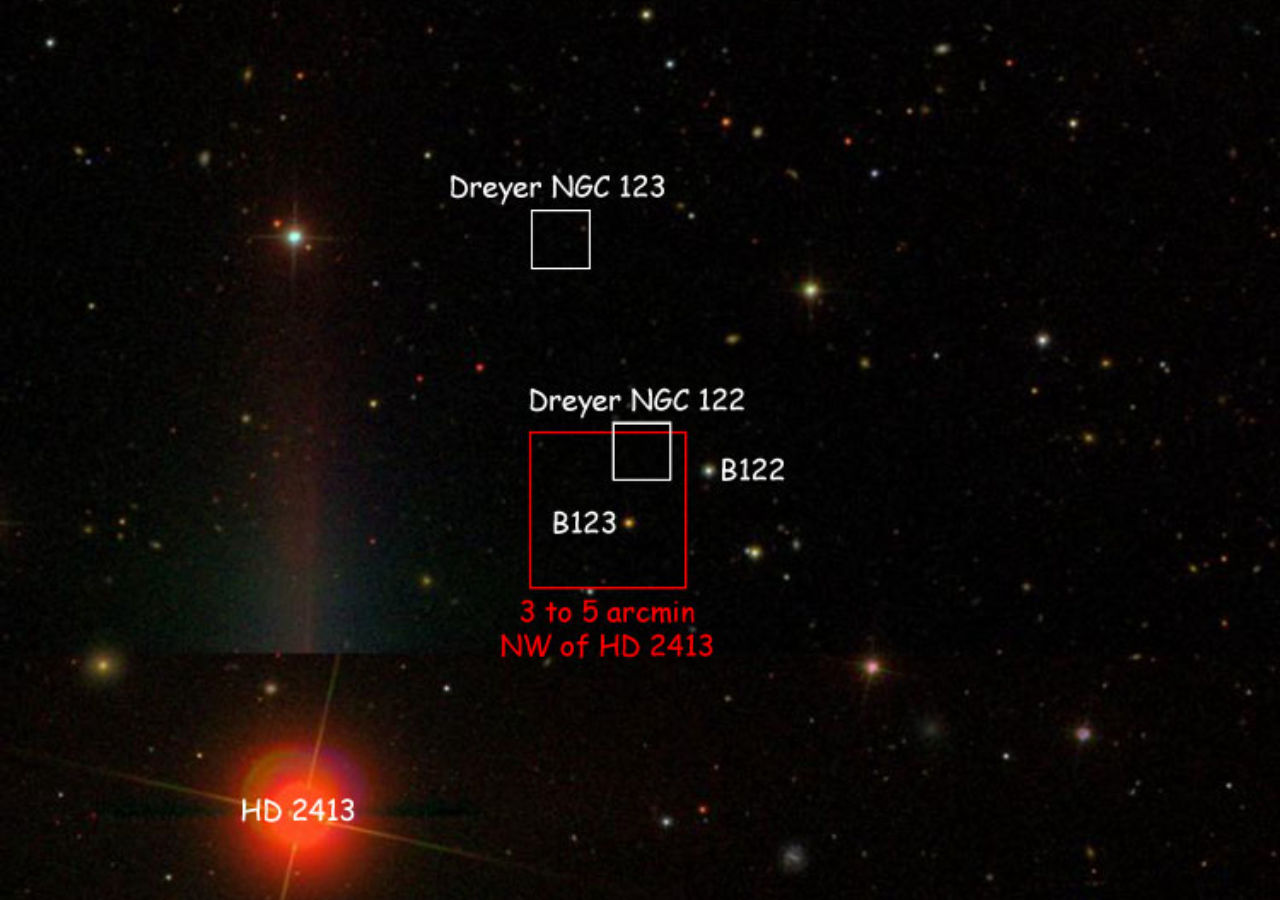 Dreyer NGC 123
Dreyer NGC 122
B122
B123
3 to 5 arcmin
NW of HD 2413
HD 2413